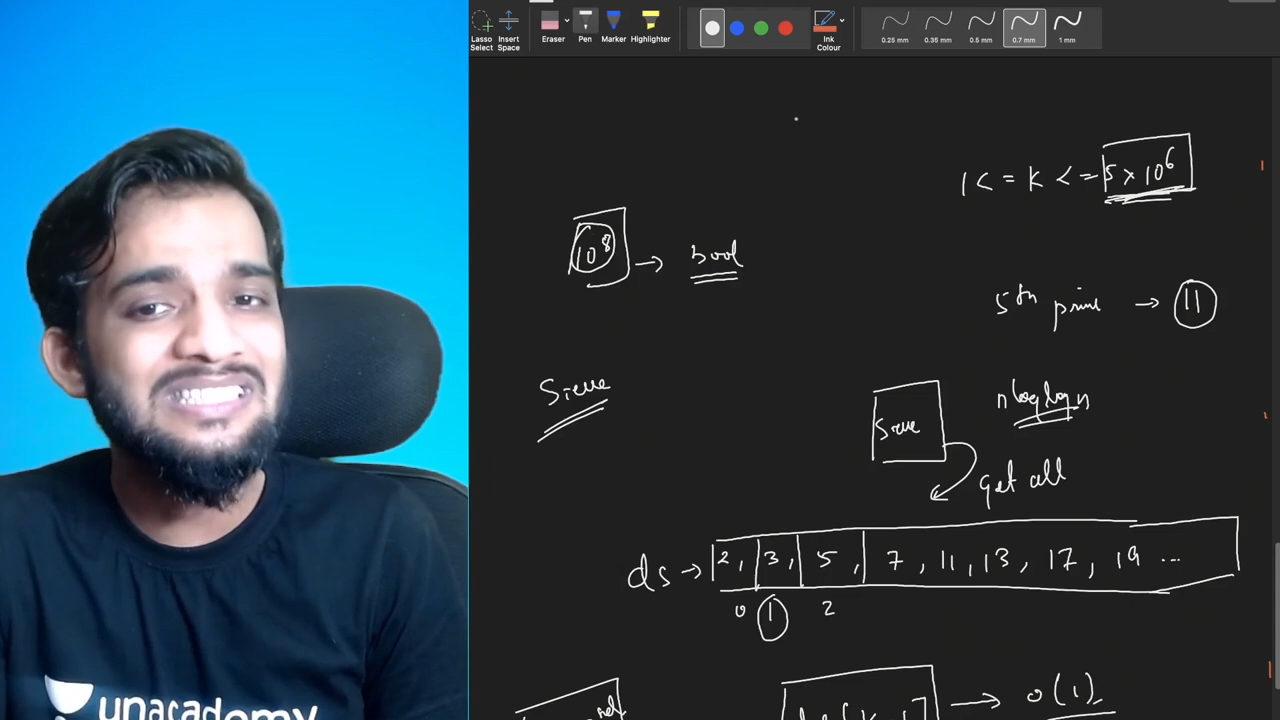 Lasso Select
Insert Space
Eraser
Pen
Marker
Highlighter
Ink Colour
0.25 mm
0.35 mm
0.5 mm
0.7 mm
1 mm
1 <= k <= 5 x 10^6
10^8 → bool
5th prime → 11
Sieve
Sieve
n log log n
get all
ds → 2, 3, 5, 7, 11, 13, 17, 19 ...
0 1 2
→ O(1)
unacademy